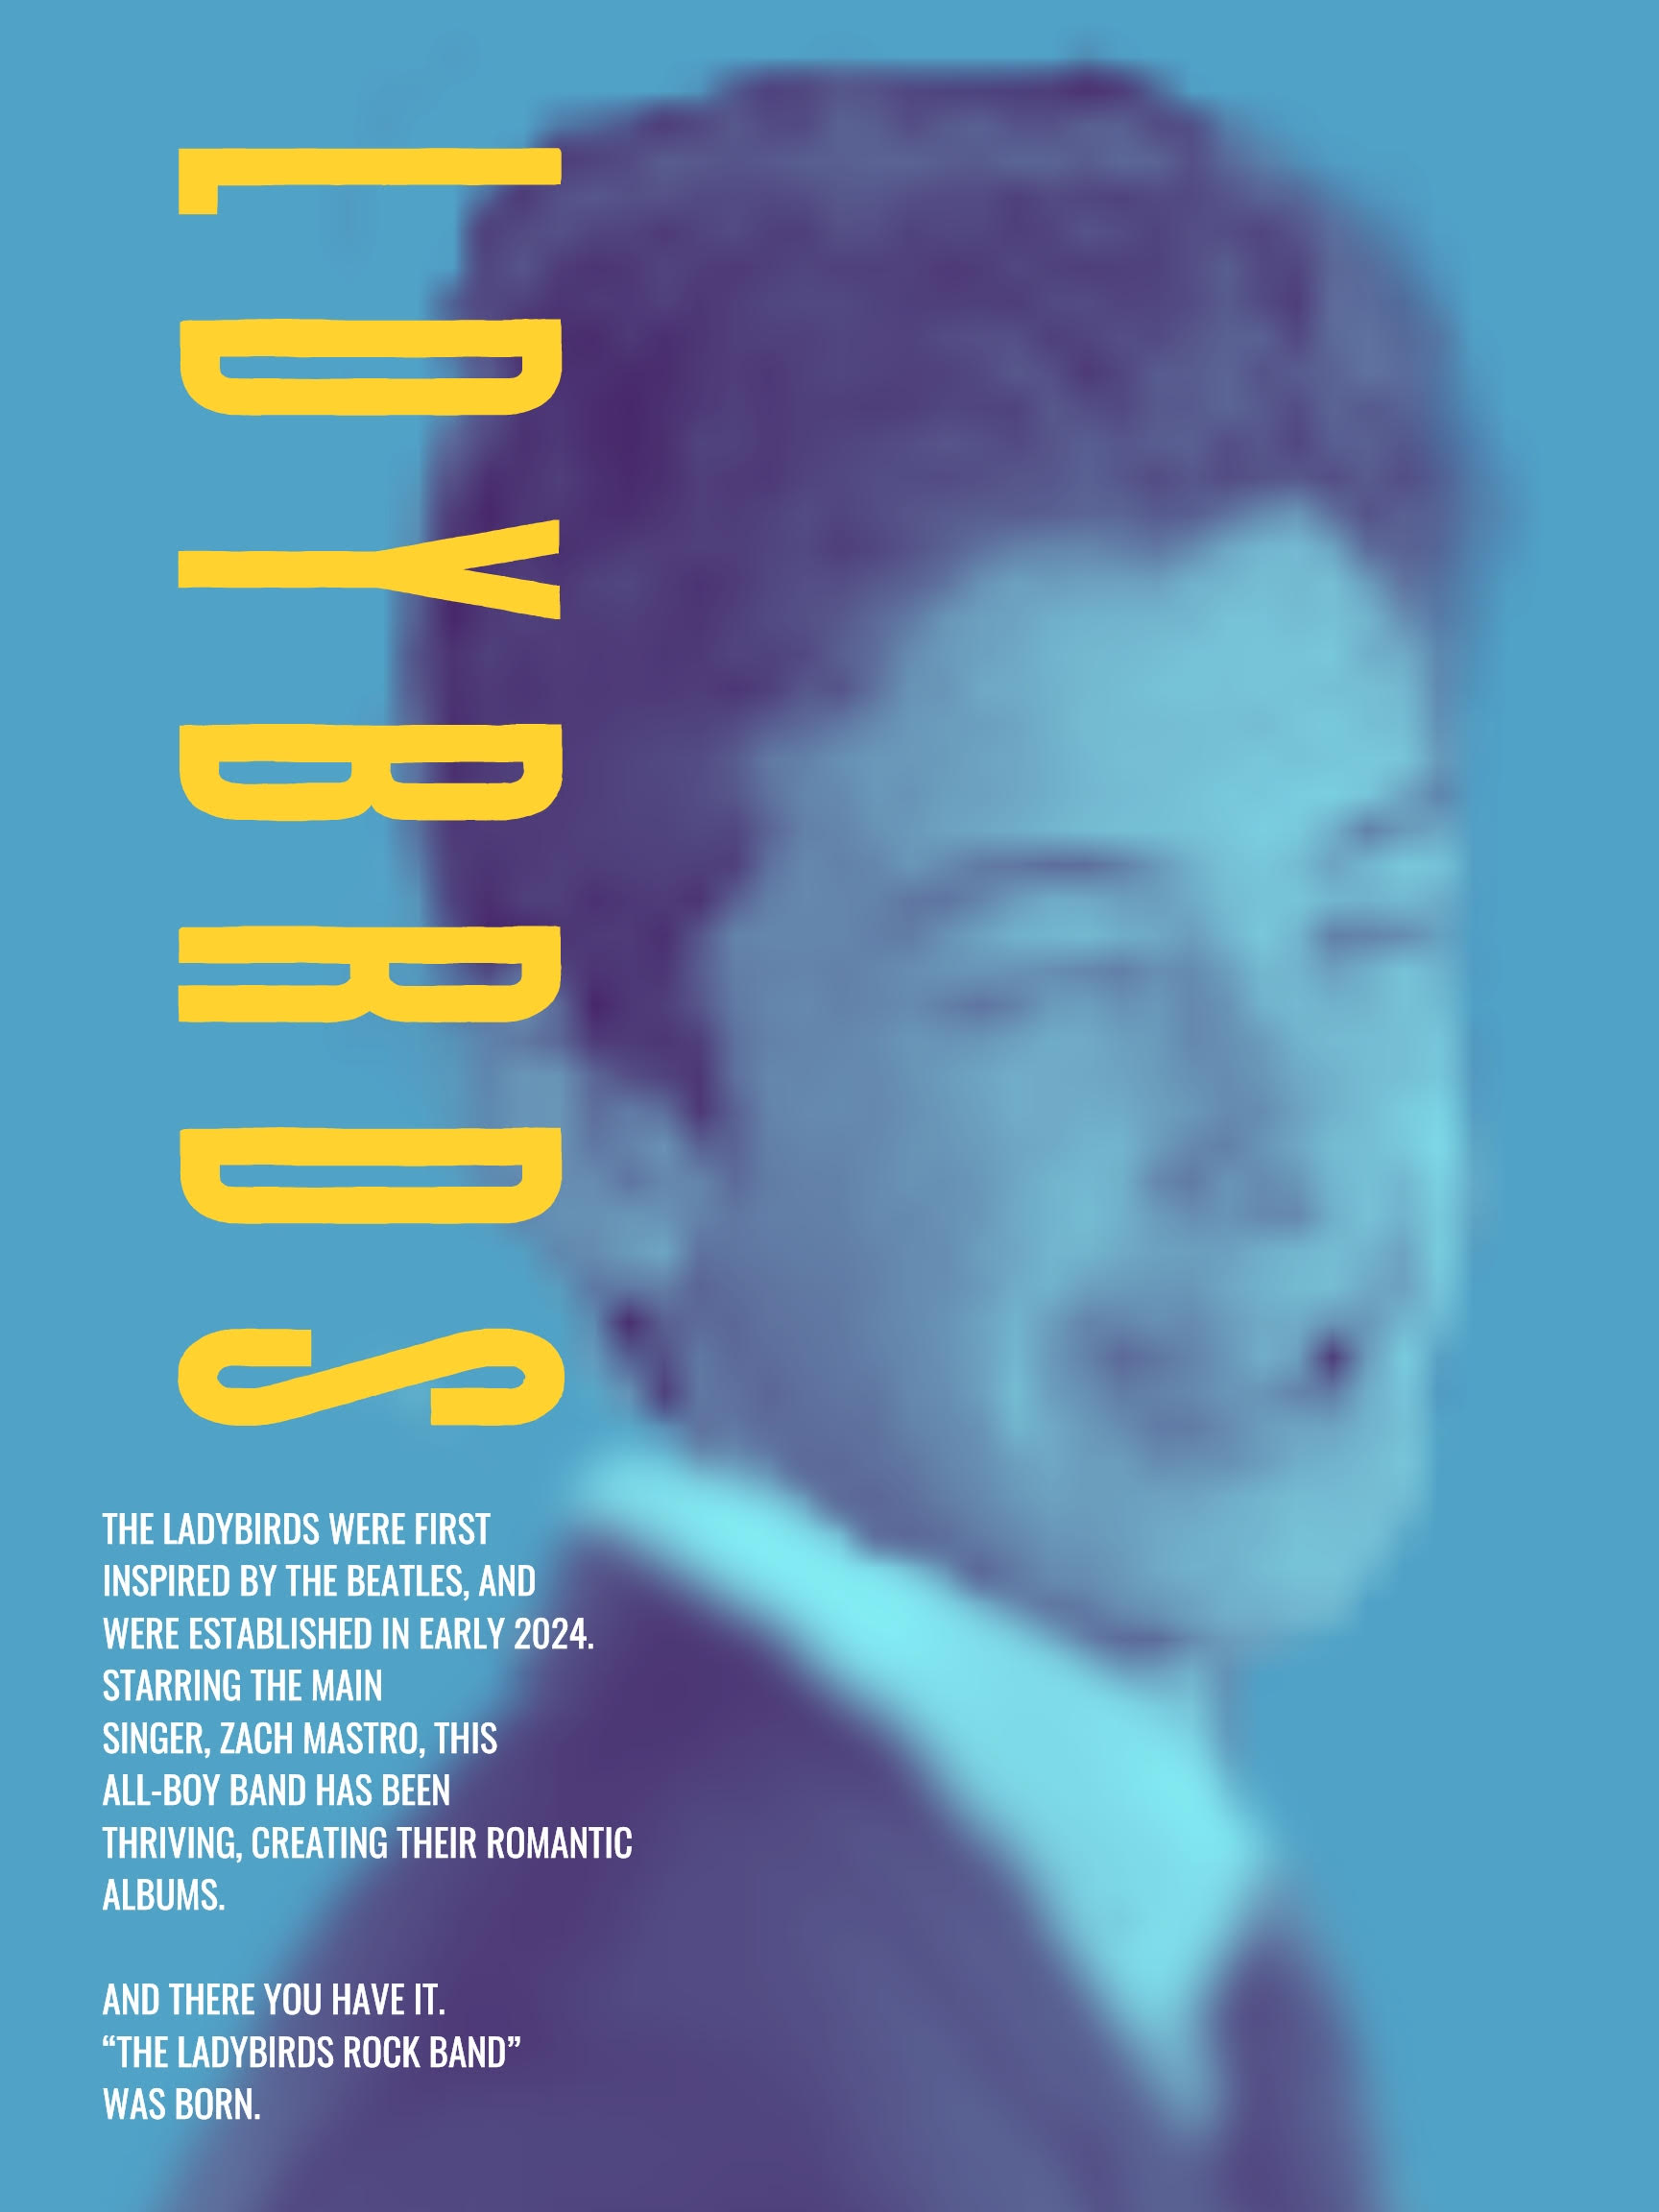 LDYBRDS
THE LADYBIRDS WERE FIRST
INSPIRED BY THE BEATLES, AND
WERE ESTABLISHED IN EARLY 2024.
STARRING THE MAIN
SINGER, ZACH MASTRO, THIS
ALL-BOY BAND HAS BEEN
THRIVING, CREATING THEIR ROMANTIC
ALBUMS.
AND THERE YOU HAVE IT.
“THE LADYBIRDS ROCK BAND”
WAS BORN.